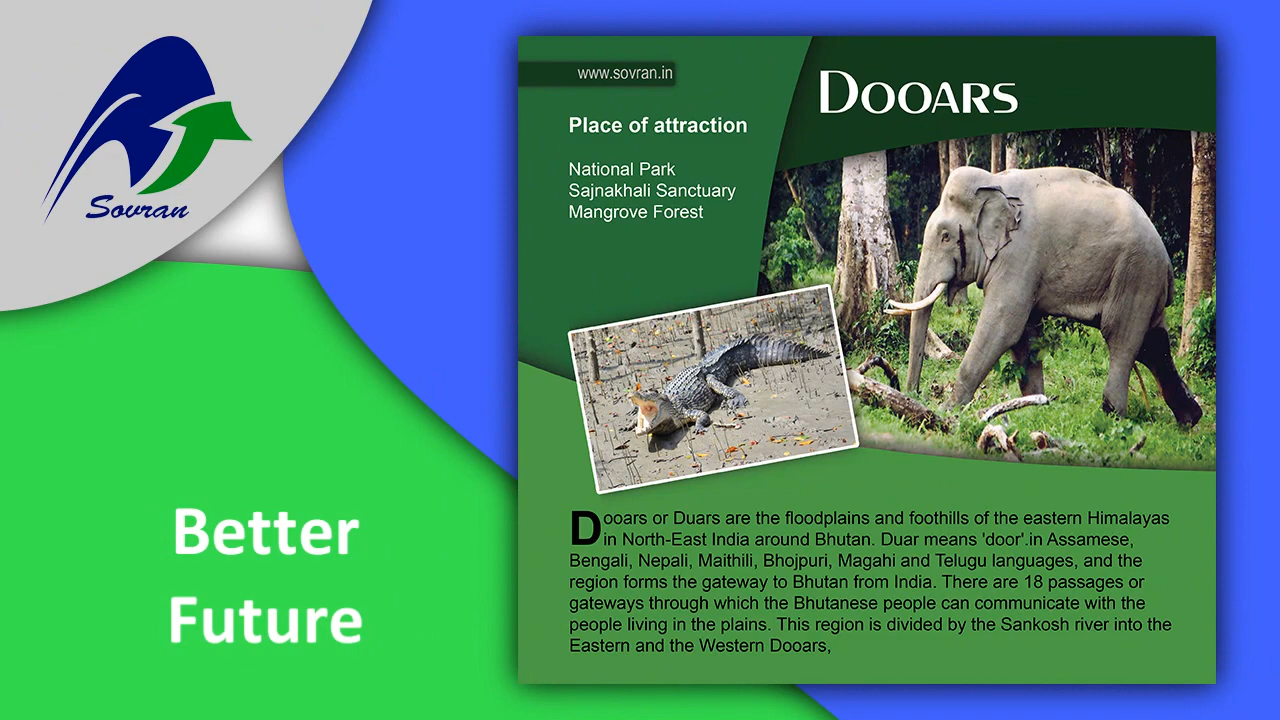 Sovran
Better
Future
www.sovran.in
DOOARS
Place of attraction
National Park
Sajnakhali Sanctuary
Mangrove Forest
Dooars or Duars are the floodplains and foothills of the eastern Himalayas
in North-East India around Bhutan. Duar means 'door'.in Assamese,
Bengali, Nepali, Maithili, Bhojpuri, Magahi and Telugu languages, and the
region forms the gateway to Bhutan from India. There are 18 passages or
gateways through which the Bhutanese people can communicate with the
people living in the plains. This region is divided by the Sankosh river into the
Eastern and the Western Dooars,